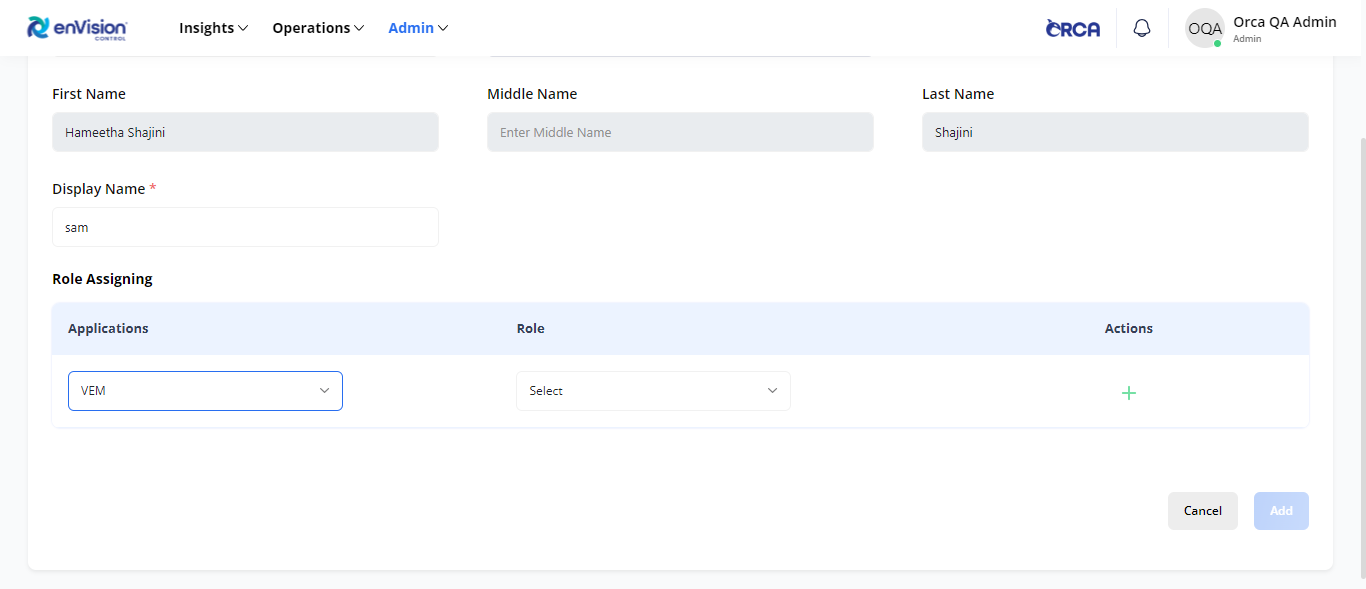 enVision
CONTROL
Insights
Operations
Admin
ORCA
OQA
Orca QA Admin
Admin
First Name
Middle Name
Last Name
Hameetha Shajini
Enter Middle Name
Shajini
Display Name *
sam
Role Assigning
Applications
Role
Actions
VEM
Select
+
Cancel
Add